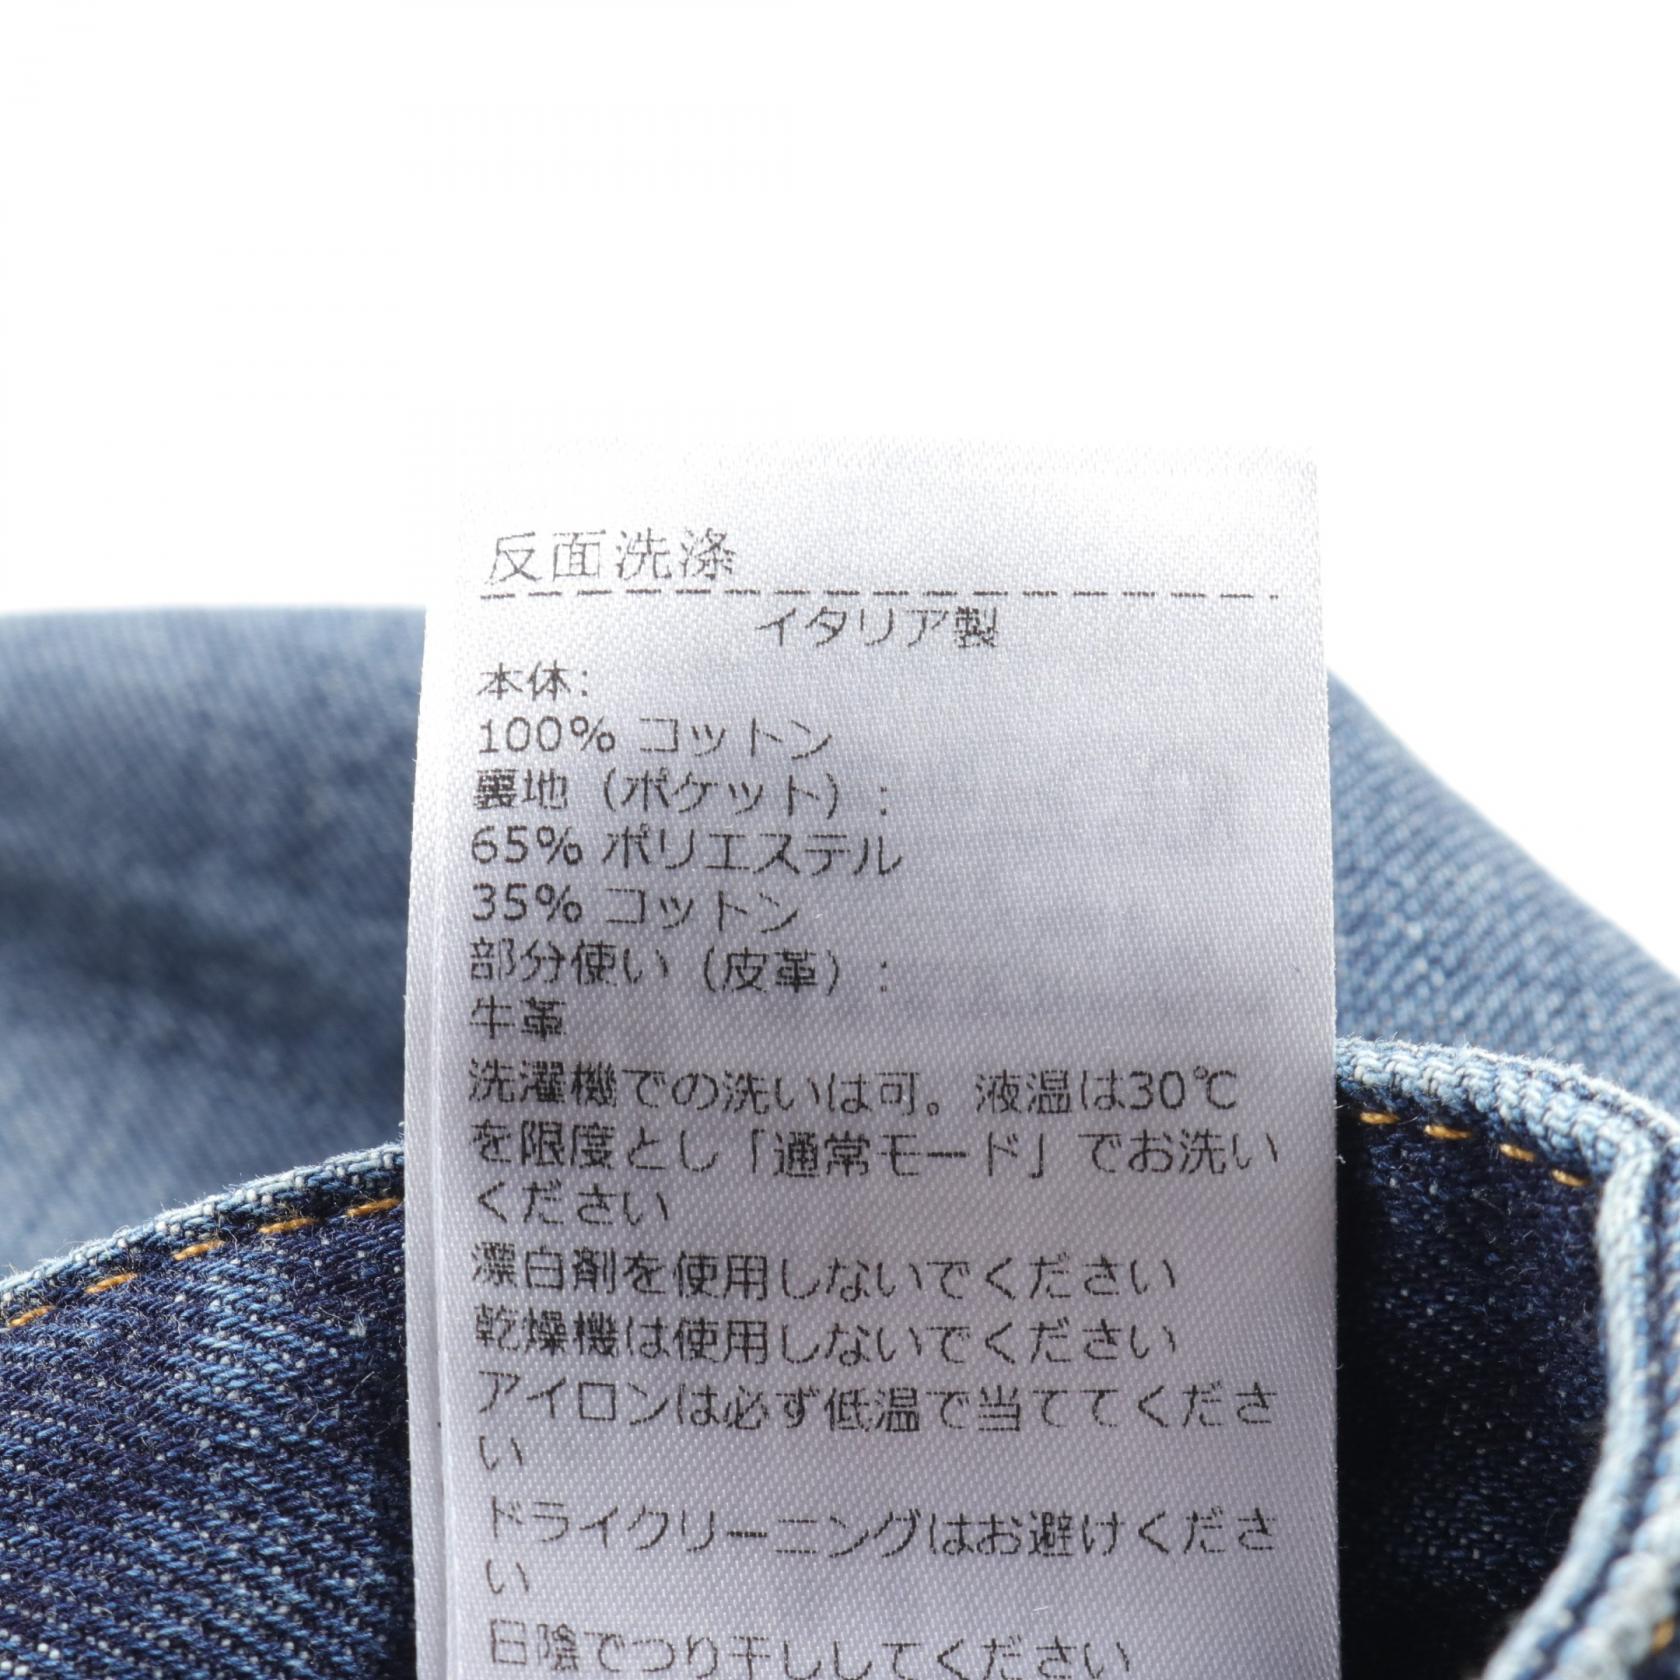 反面洗涤
イタリア製
本体:
100% コットン
裏地（ポケット）:
65% ポリエステル
35% コットン
部分使い（皮革）:
牛革
洗濯機での洗いは可。液温は30℃
を限度とし「通常モード」でお洗い
ください
漂白剤を使用しないでください
乾燥機は使用しないでください
アイロンは必ず低温で当ててくださ
い
ドライクリーニングはお避けくださ
い
日陰でつり干ししてください